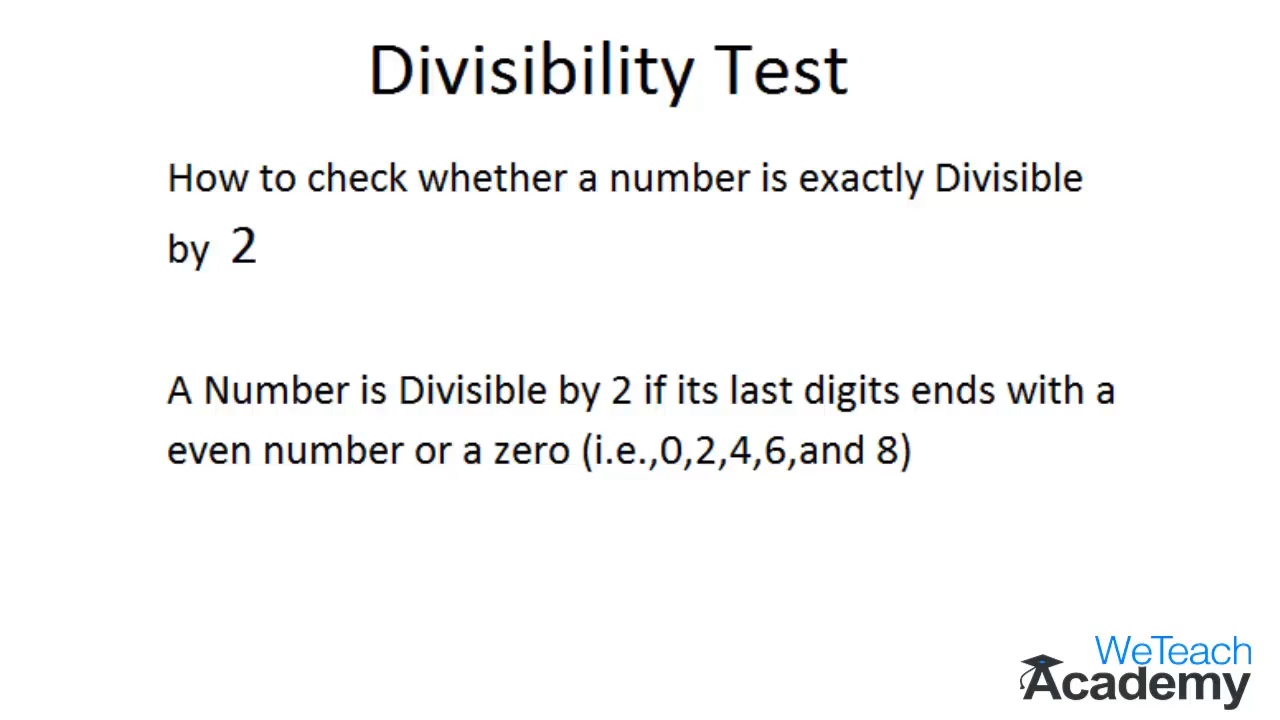 Divisibility Test
How to check whether a number is exactly Divisible
by 2
A Number is Divisible by 2 if its last digits ends with a
even number or a zero (i.e.,0,2,4,6,and 8)
WeTeach
Academy